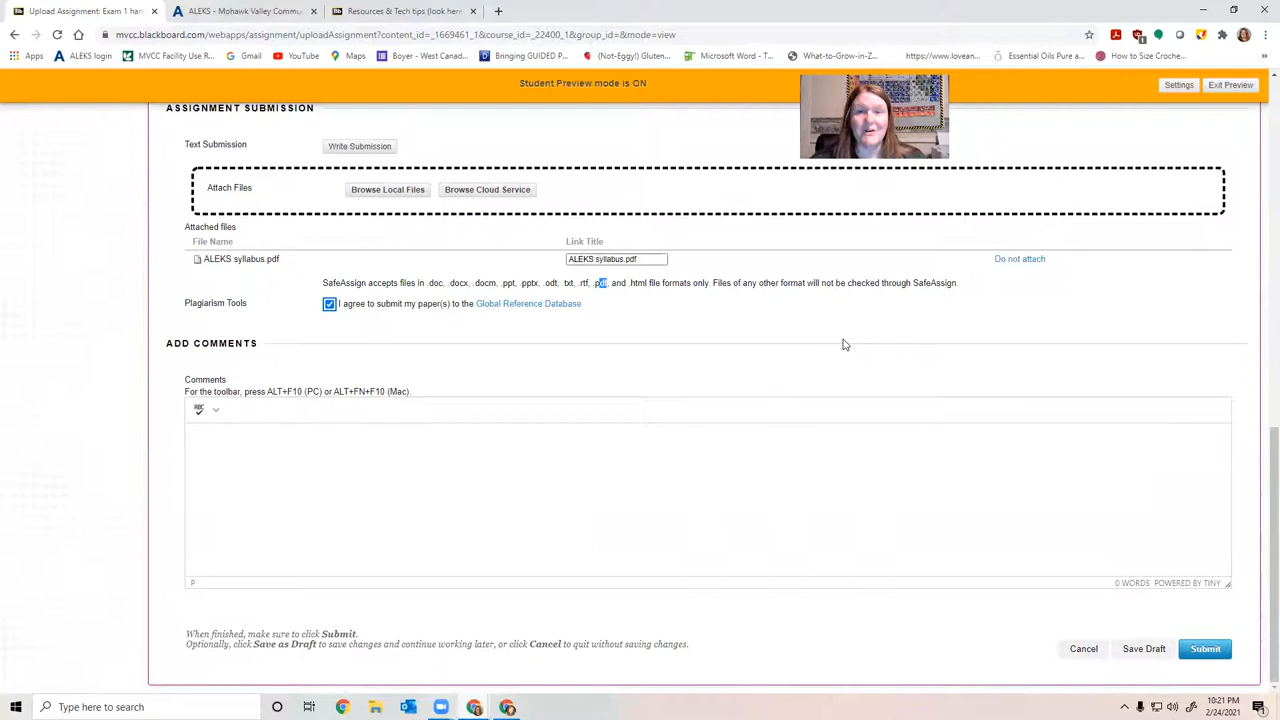 Upload Assignment: Exam 1 han
ALEKS - Mohawk Valley Commu
Resources & Tech tips (look here
mvcc.blackboard.com/webapps/assignment/uploadAssignment?content_id=_1669461_1&course_id=_22400_1&group_id=&mode=view
Apps ALEKS login MVCC Facility Use R... Gmail YouTube Maps Boyer - West Canad... Bringing GUIDED P... (Not-Eggy!) Gluten... Microsoft Word - T... What-to-Grow-in-Z... https://www.lovean... Essential Oils Pure a... How to Size Croche... »
Student Preview mode is ON
Settings Exit Preview
ASSIGNMENT SUBMISSION
Text Submission Write Submission
Attach Files Browse Local Files Browse Cloud Service
Attached files
File Name Link Title
ALEKS syllabus.pdf ALEKS syllabus.pdf Do not attach
SafeAssign accepts files in .doc, .docx, .docm, .ppt, .pptx, .odt, .txt, .rtf, .pdf, and .html file formats only. Files of any other format will not be checked through SafeAssign.
Plagiarism Tools I agree to submit my paper(s) to the Global Reference Database
ADD COMMENTS
Comments
For the toolbar, press ALT+F10 (PC) or ALT+FN+F10 (Mac).
ABC
P 0 WORDS POWERED BY TINY
When finished, make sure to click Submit.
Optionally, click Save as Draft to save changes and continue working later, or click Cancel to quit without saving changes.
Cancel Save Draft Submit
Type here to search
10:21 PM
2/24/2021